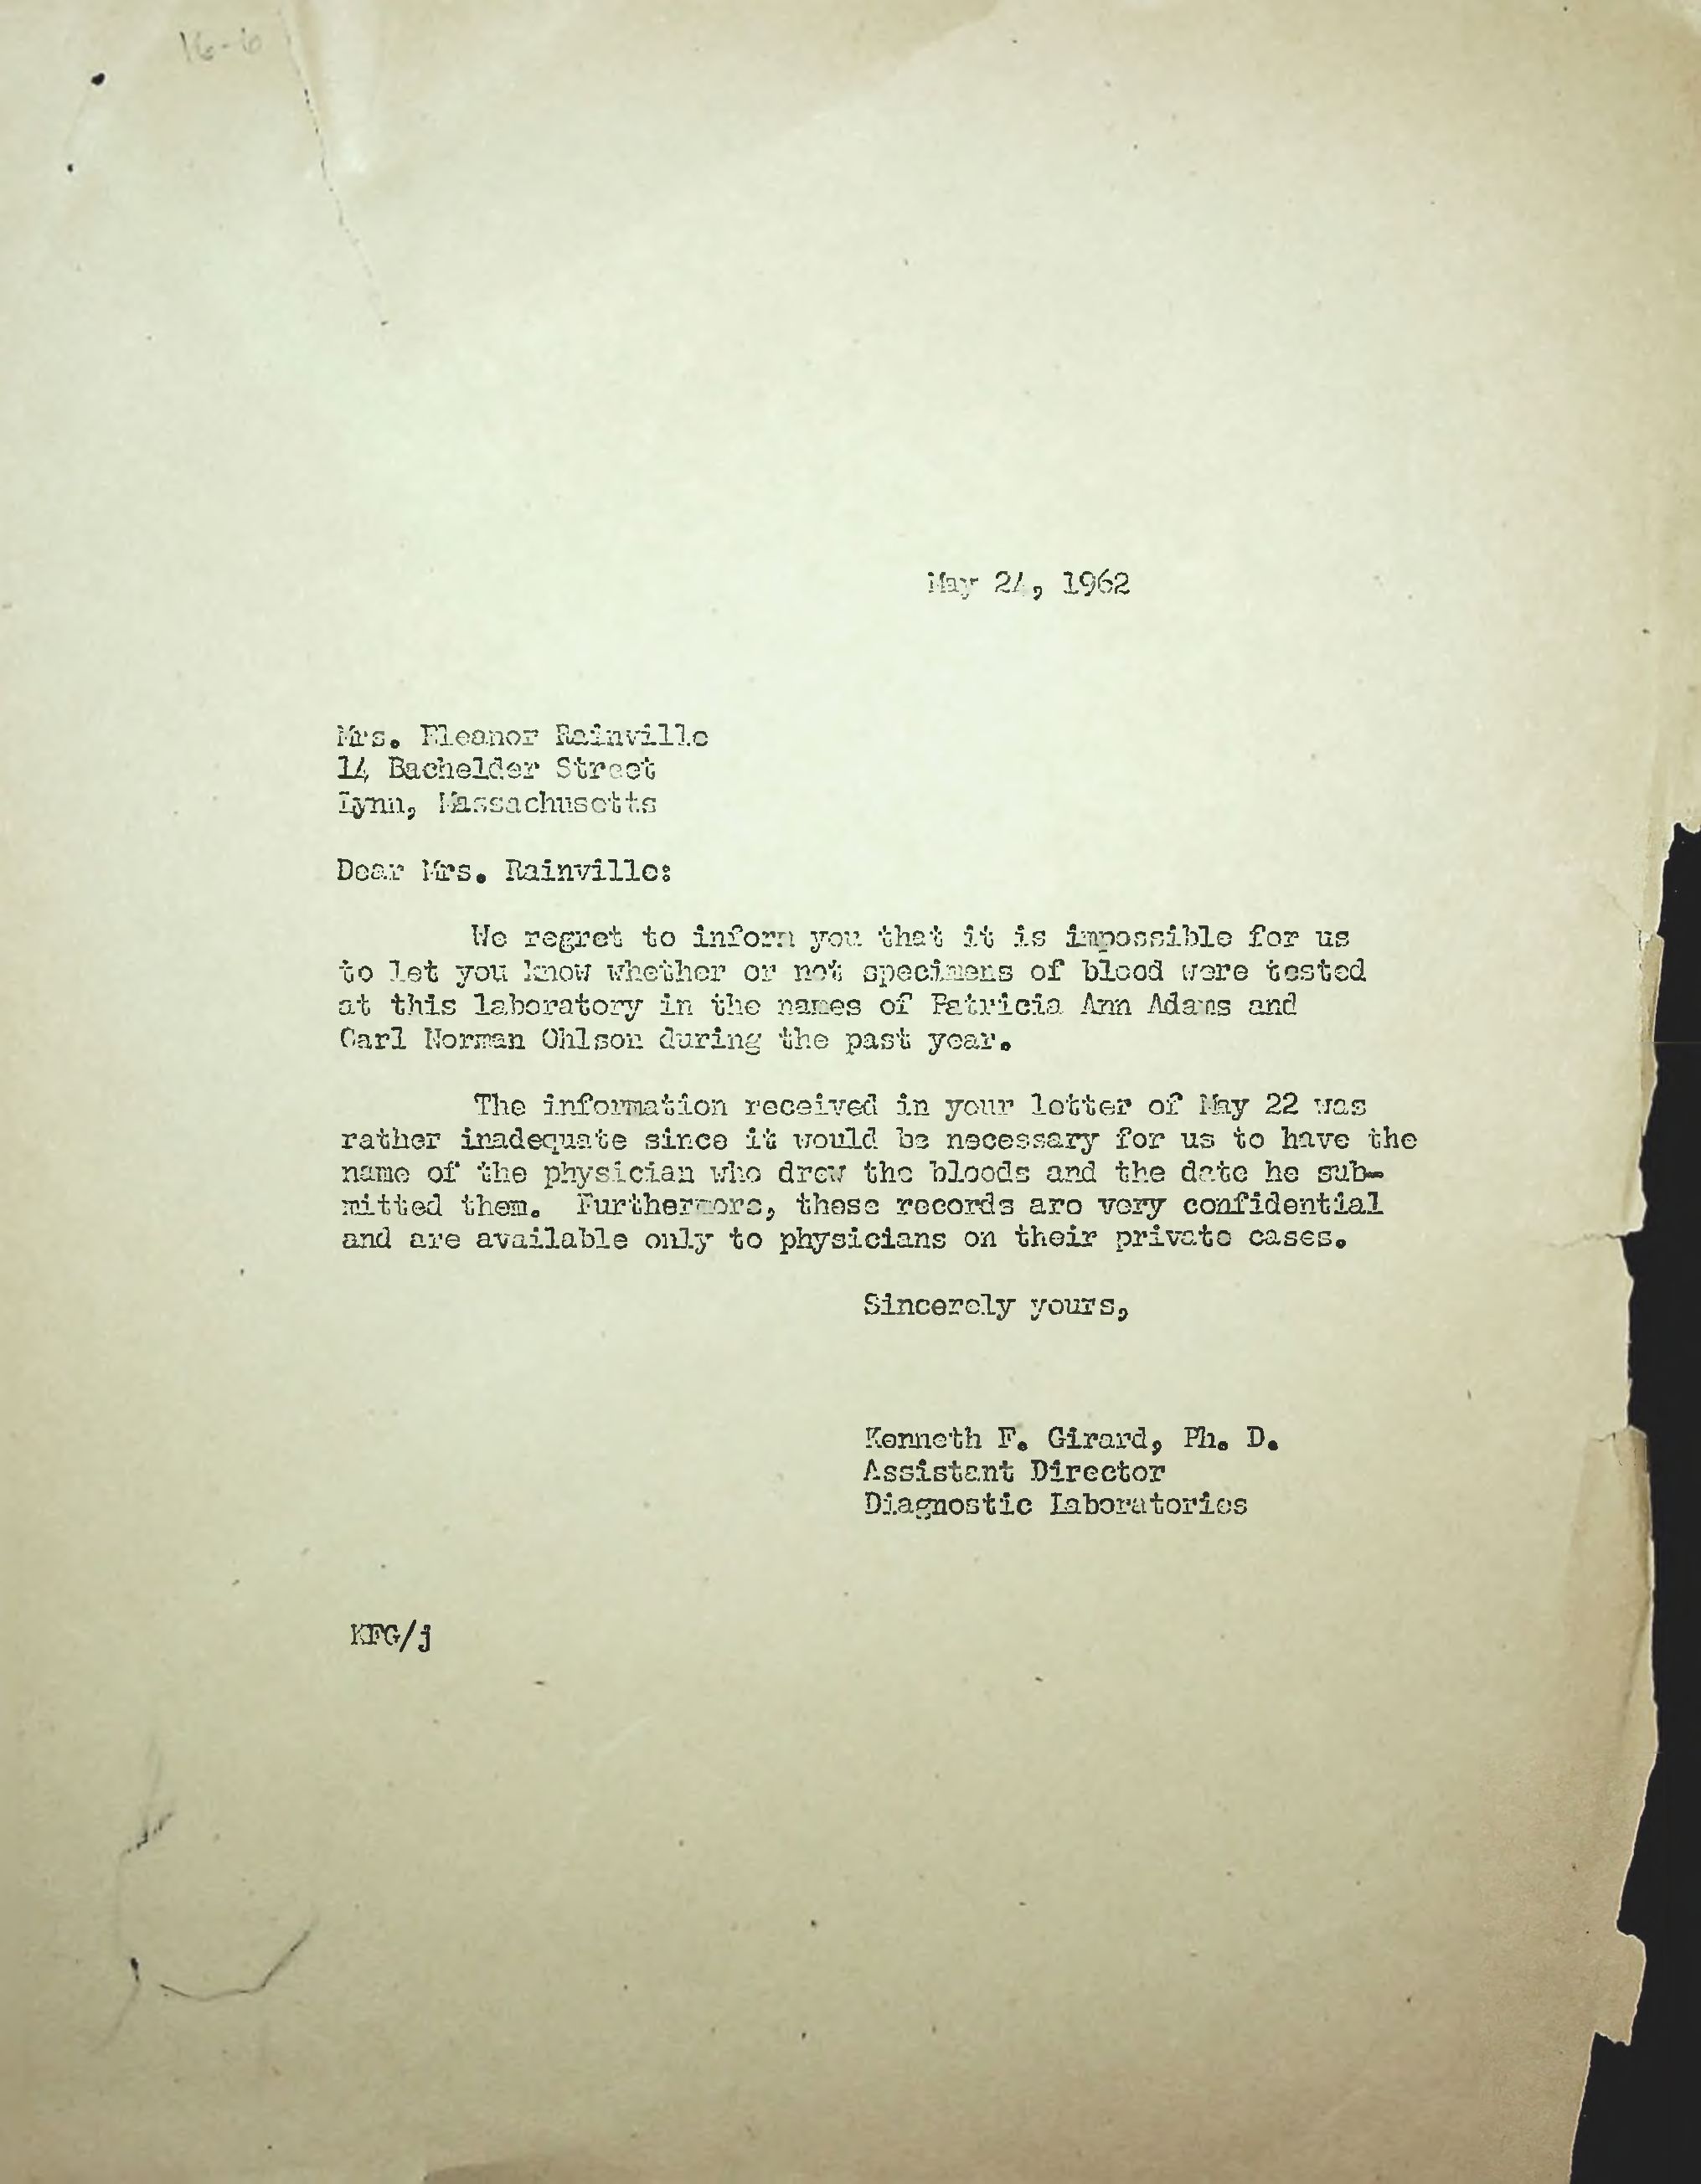 16-6
May 24, 1962
Mrs. Eleanor Rainville
14 Bachelder Street
Lynn, Massachusetts
Dear Mrs. Rainville:
We regret to inform you that it is impossible for us
to let you know whether or not specimens of blood were tested
at this laboratory in the names of Patricia Ann Adams and
Carl Norman Ohlson during the past year.
The information received in your letter of May 22 was
rather inadequate since it would be necessary for us to have the
name of the physician who drew the bloods and the date he sub-
mitted them. Furthermore, these records are very confidential
and are available only to physicians on their private cases.
Sincerely yours,
Kenneth F. Girard, Ph. D.
Assistant Director
Diagnostic Laboratories
KFG/j